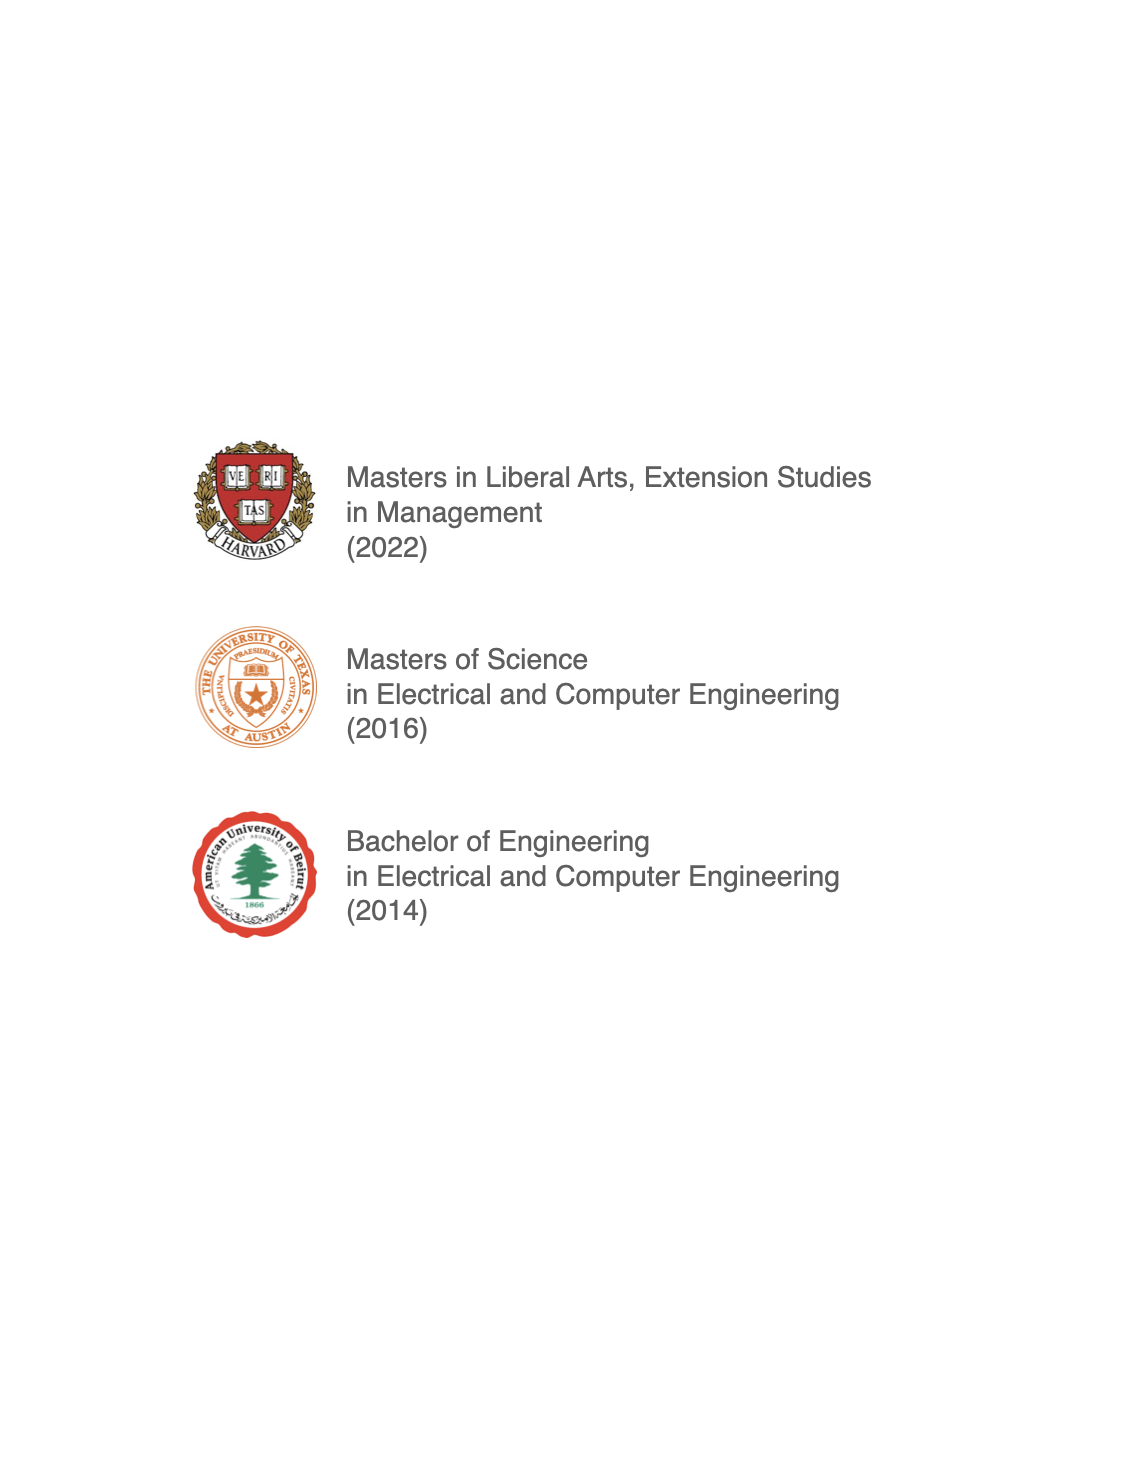 VE RI
TAS
HARVARD
Masters in Liberal Arts, Extension Studies
in Management
(2022)
THE UNIVERSITY OF TEXAS
AT AUSTIN
PRAESIDIUM
DISCIPLINA
CIVITATIS
Masters of Science
in Electrical and Computer Engineering
(2016)
American University of Beirut
1866
Bachelor of Engineering
in Electrical and Computer Engineering
(2014)